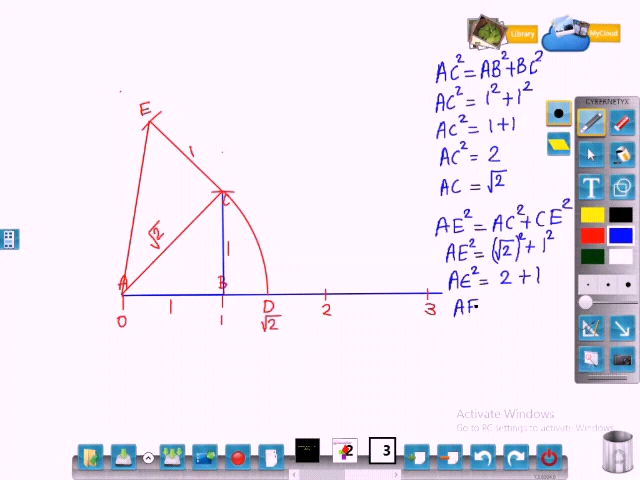 Library
MyCloud
AC² = AB² + BC²
AC² = 1² + 1²
AC² = 1 + 1
AC² = 2
AC = √2
AE² = AC² + CE²
AE² = (√2)² + 1²
AE² = 2 + 1
AE
E
1
√2
C
1
A
B
0
1
1
D
√2
2
3
T
Activate Windows
Go to PC settings to activate Windows.
2
3